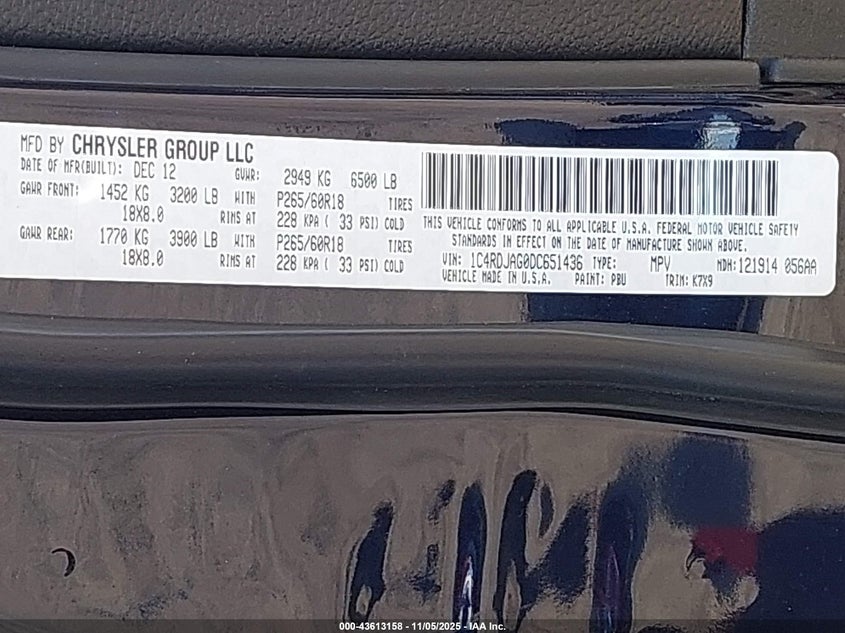 MFD BY CHRYSLER GROUP LLC
DATE OF MFR(BUILT): DEC 12 GVWR: 2949 KG 6500 LB
GAWR FRONT: 1452 KG 3200 LB WITH P265/60R18 TIRES
18X8.0 RIMS AT 228 KPA ( 33 PSI) COLD
GAWR REAR: 1770 KG 3900 LB WITH P265/60R18 TIRES
18X8.0 RIMS AT 228 KPA ( 33 PSI) COLD
THIS VEHICLE CONFORMS TO ALL APPLICABLE U.S.A. FEDERAL MOTOR VEHICLE SAFETY
STANDARDS IN EFFECT ON THE DATE OF MANUFACTURE SHOWN ABOVE.
VIN: 1C4RDJAG0DC651436 TYPE: MPV MDH:121914 056AA
VEHICLE MADE IN U.S.A. PAINT: PBU TRIM: K7X9
000-43613158 - 11/05/2025 - IAA Inc.